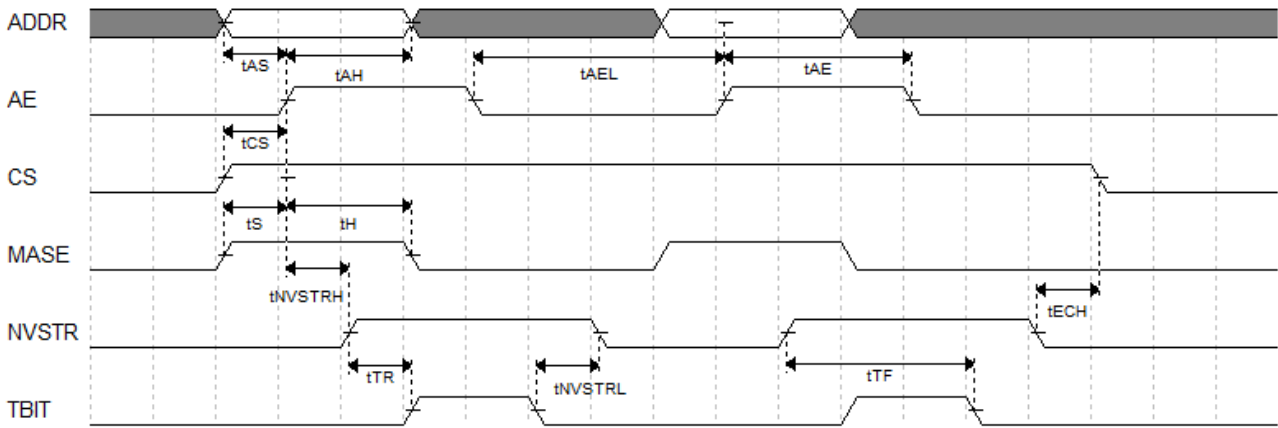 ADDR
tAS
tAH
tAEL
tAE
AE
tCS
CS
tS
tH
MASE
tNVSTRH
tECH
NVSTR
tTR
tNVSTRL
tTF
TBIT